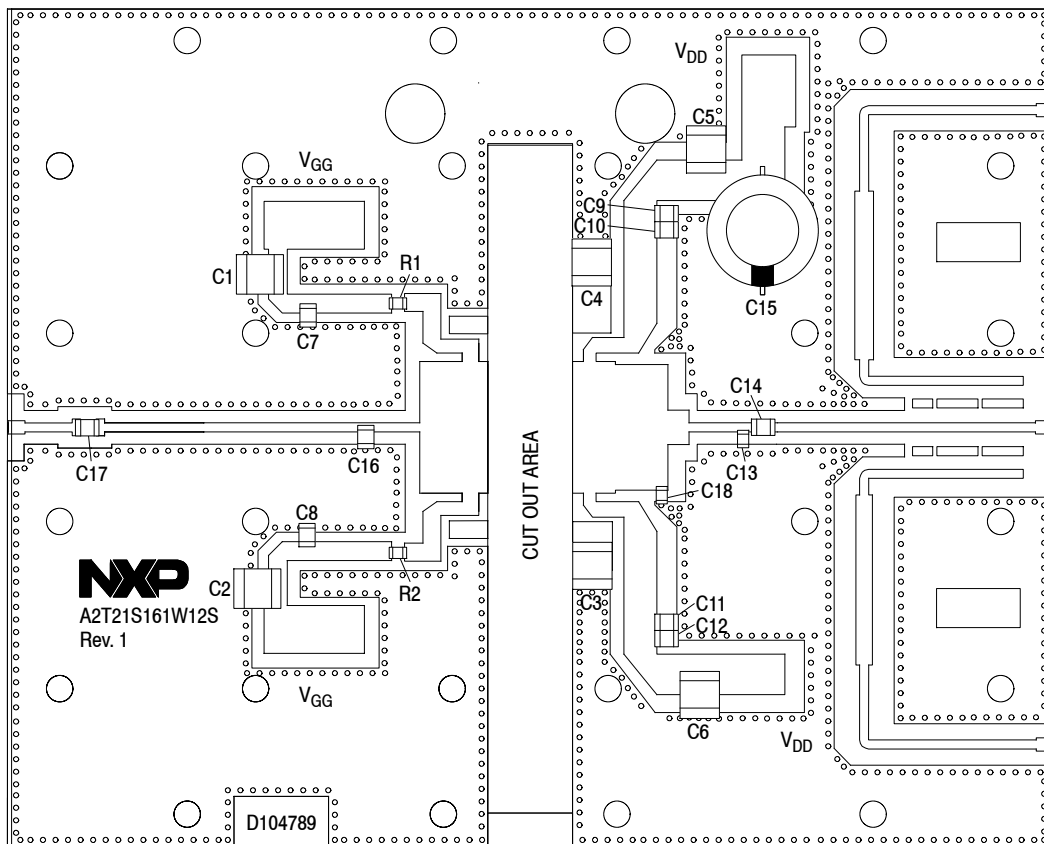 VDD
C5
VGG
C9
C10
C1
R1
C4
C15
C7
C14
C17
C16
C13
C18
CUT OUT AREA
C8
NXP
C2
R2
C3
A2T21S161W12S
Rev. 1
C11
C12
VGG
C6
VDD
D104789